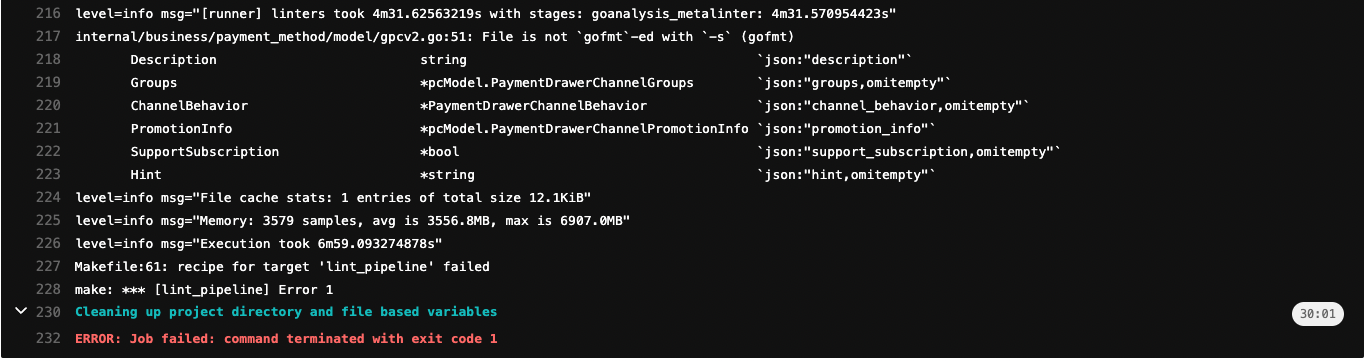 216 level=info msg="[runner] linters took 4m31.62563219s with stages: goanalysis_metalinter: 4m31.570954423s"
217 internal/business/payment_method/model/gpcv2.go:51: File is not `gofmt`-ed with `-s` (gofmt)
218 Description string `json:"description"`
219 Groups *pcModel.PaymentDrawerChannelGroups `json:"groups,omitempty"`
220 ChannelBehavior *PaymentDrawerChannelBehavior `json:"channel_behavior,omitempty"`
221 PromotionInfo *pcModel.PaymentDrawerChannelPromotionInfo `json:"promotion_info"`
222 SupportSubscription *bool `json:"support_subscription,omitempty"`
223 Hint *string `json:"hint,omitempty"`
224 level=info msg="File cache stats: 1 entries of total size 12.1KiB"
225 level=info msg="Memory: 3579 samples, avg is 3556.8MB, max is 6907.0MB"
226 level=info msg="Execution took 6m59.093274878s"
227 Makefile:61: recipe for target 'lint_pipeline' failed
228 make: *** [lint_pipeline] Error 1
230 Cleaning up project directory and file based variables 30:01
232 ERROR: Job failed: command terminated with exit code 1